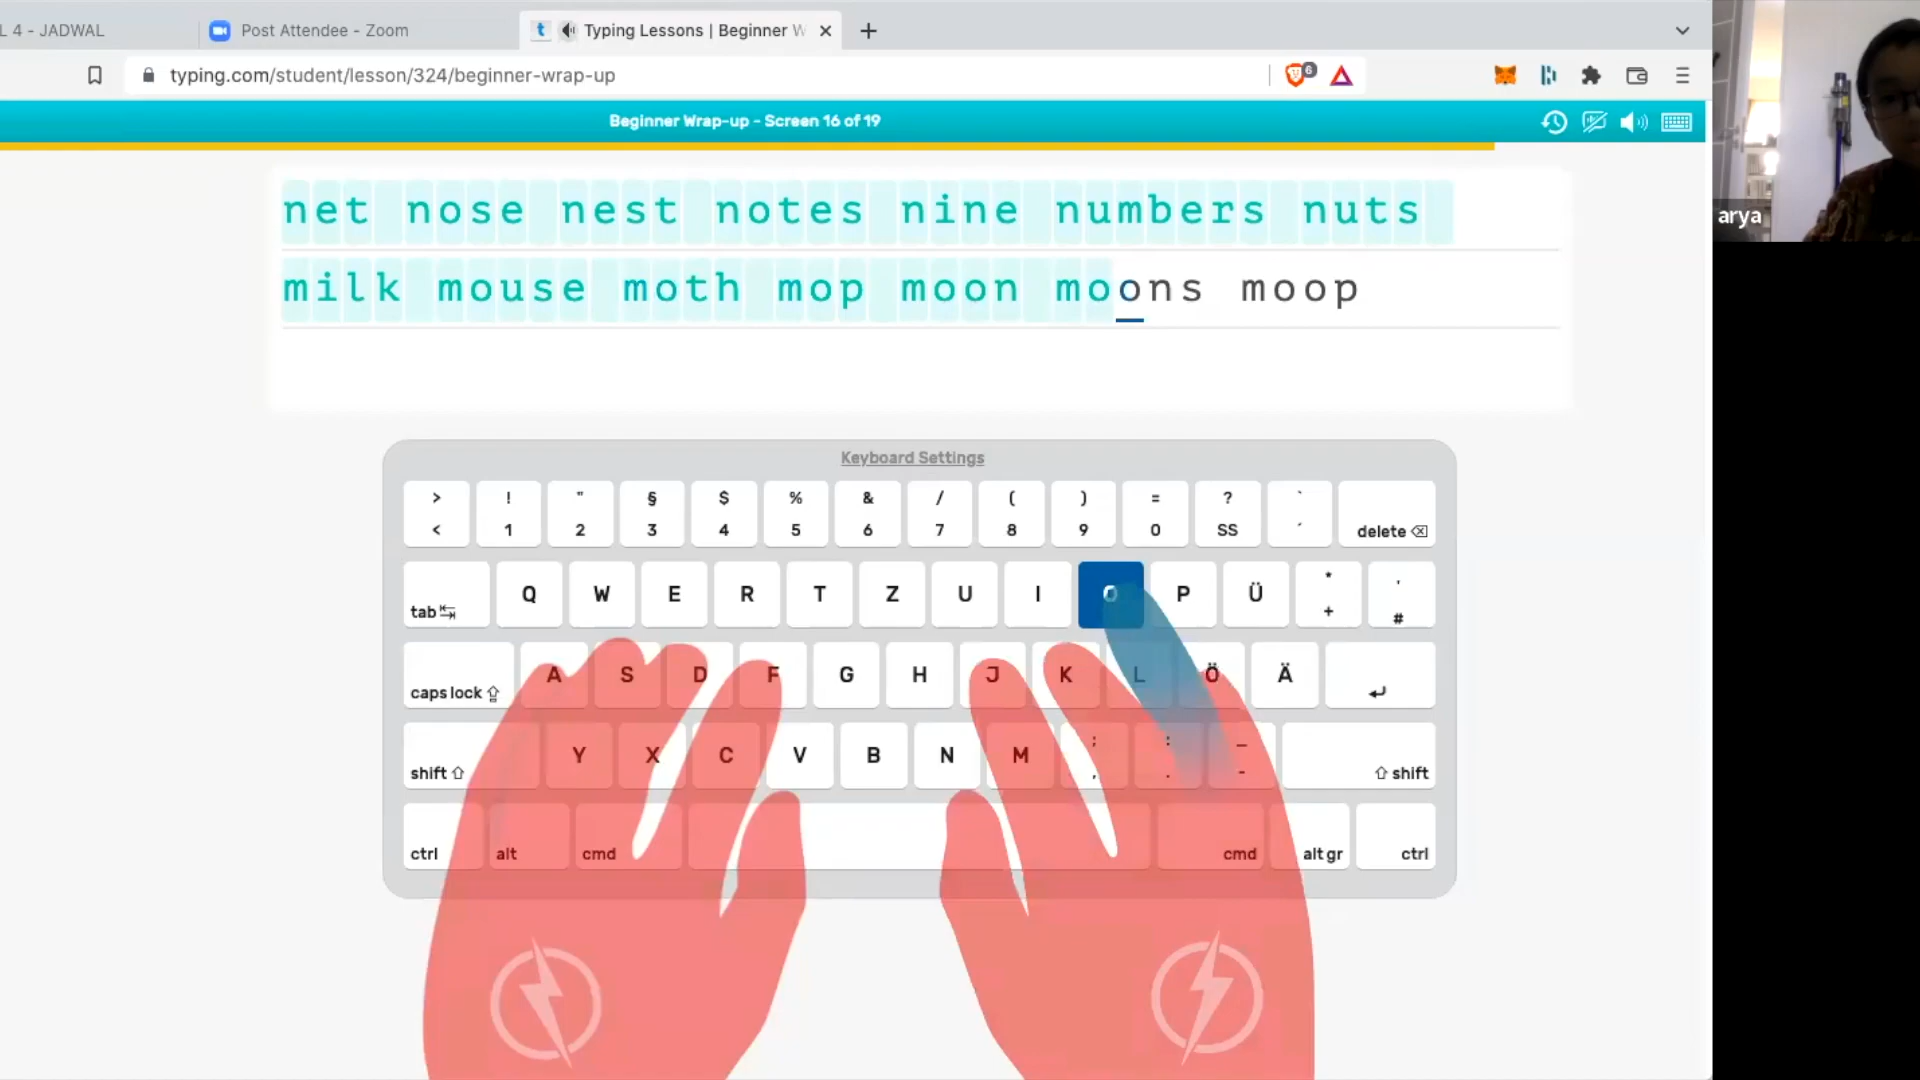 L 4 - JADWAL
Post Attendee - Zoom
t
Typing Lessons | Beginner W
typing.com/student/lesson/324/beginner-wrap-up
6
Beginner Wrap-up - Screen 16 of 19
arya
net nose nest notes nine numbers nuts
milk mouse moth mop moon moons moop
Keyboard Settings
> ! " § $ % & / ( ) = ? `
< 1 2 3 4 5 6 7 8 9 0 SS ´ delete
tab Q W E R T Z U I O P Ü * + ' #
caps lock A S D F G H J K L Ö Ä
shift Y X C V B N M ; , : . _ - shift
ctrl alt cmd cmd alt gr ctrl